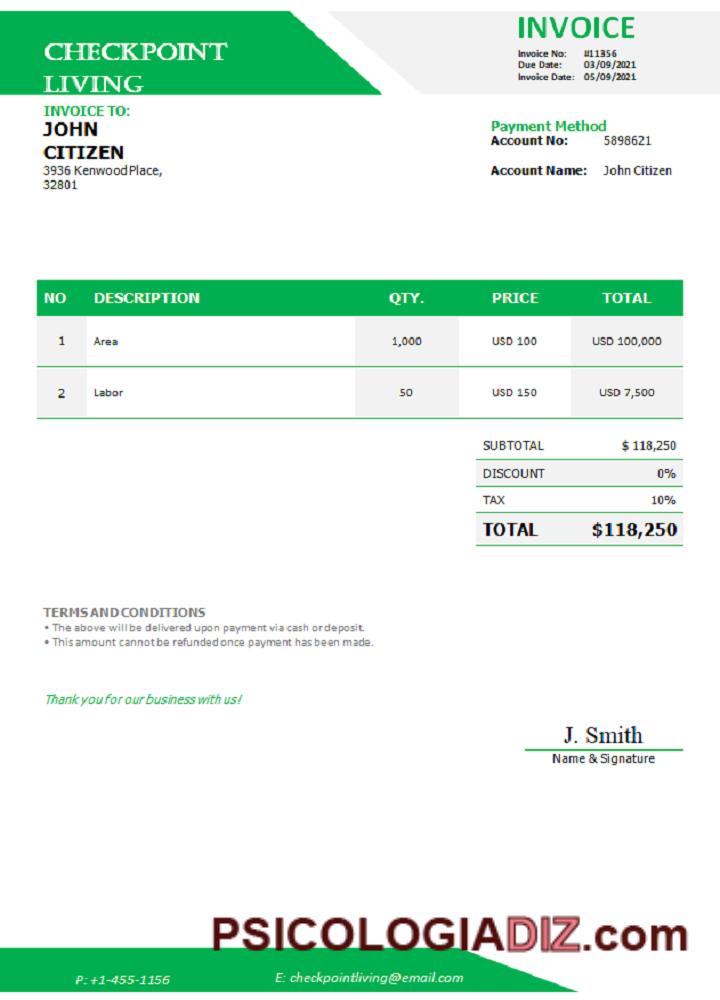 CHECKPOINT
LIVING
INVOICE
Invoice No: #11356
Due Date: 03/09/2021
Invoice Date: 05/09/2021
INVOICE TO:
JOHN
CITIZEN
3936 Kenwood Place,
32801
Payment Method
Account No: 5898621
Account Name: John Citizen
NO DESCRIPTION QTY. PRICE TOTAL
1 Area 1,000 USD 100 USD 100,000
2 Labor 50 USD 150 USD 7,500
SUBTOTAL $ 118,250
DISCOUNT 0%
TAX 10%
TOTAL $118,250
TERMS AND CONDITIONS
• The above will be delivered upon payment via cash or deposit.
• This amount cannot be refunded once payment has been made.
Thank you for our business with us!
J. Smith
Name & Signature
PSICOLOGIADIZ.com
P: +1-455-1156 E: checkpointliving@email.com